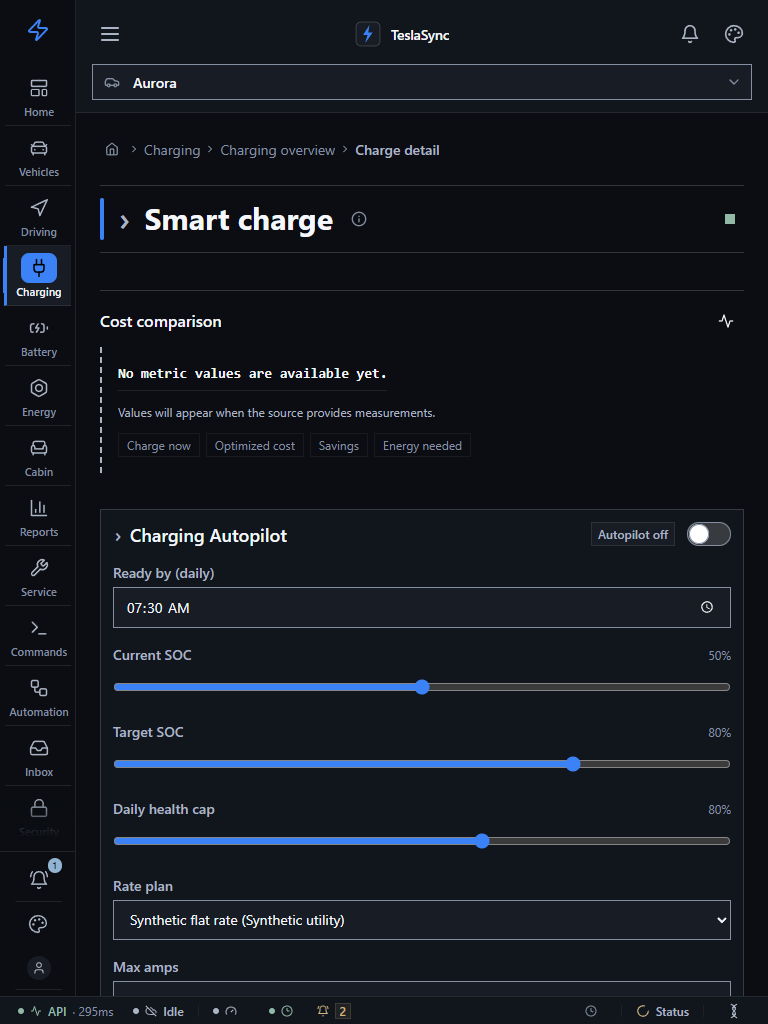 TeslaSync
Aurora
Home
Vehicles
Driving
Charging
Battery
Energy
Cabin
Reports
Service
Commands
Automation
Inbox
Security
1
Charging
Charging overview
Charge detail
Smart charge
Cost comparison
No metric values are available yet.
Values will appear when the source provides measurements.
Charge now
Optimized cost
Savings
Energy needed
Charging Autopilot
Autopilot off
Ready by (daily)
07:30 AM
Current SOC
50%
Target SOC
80%
Daily health cap
80%
Rate plan
Synthetic flat rate (Synthetic utility)
Max amps
API · 295ms
Idle
2
Status